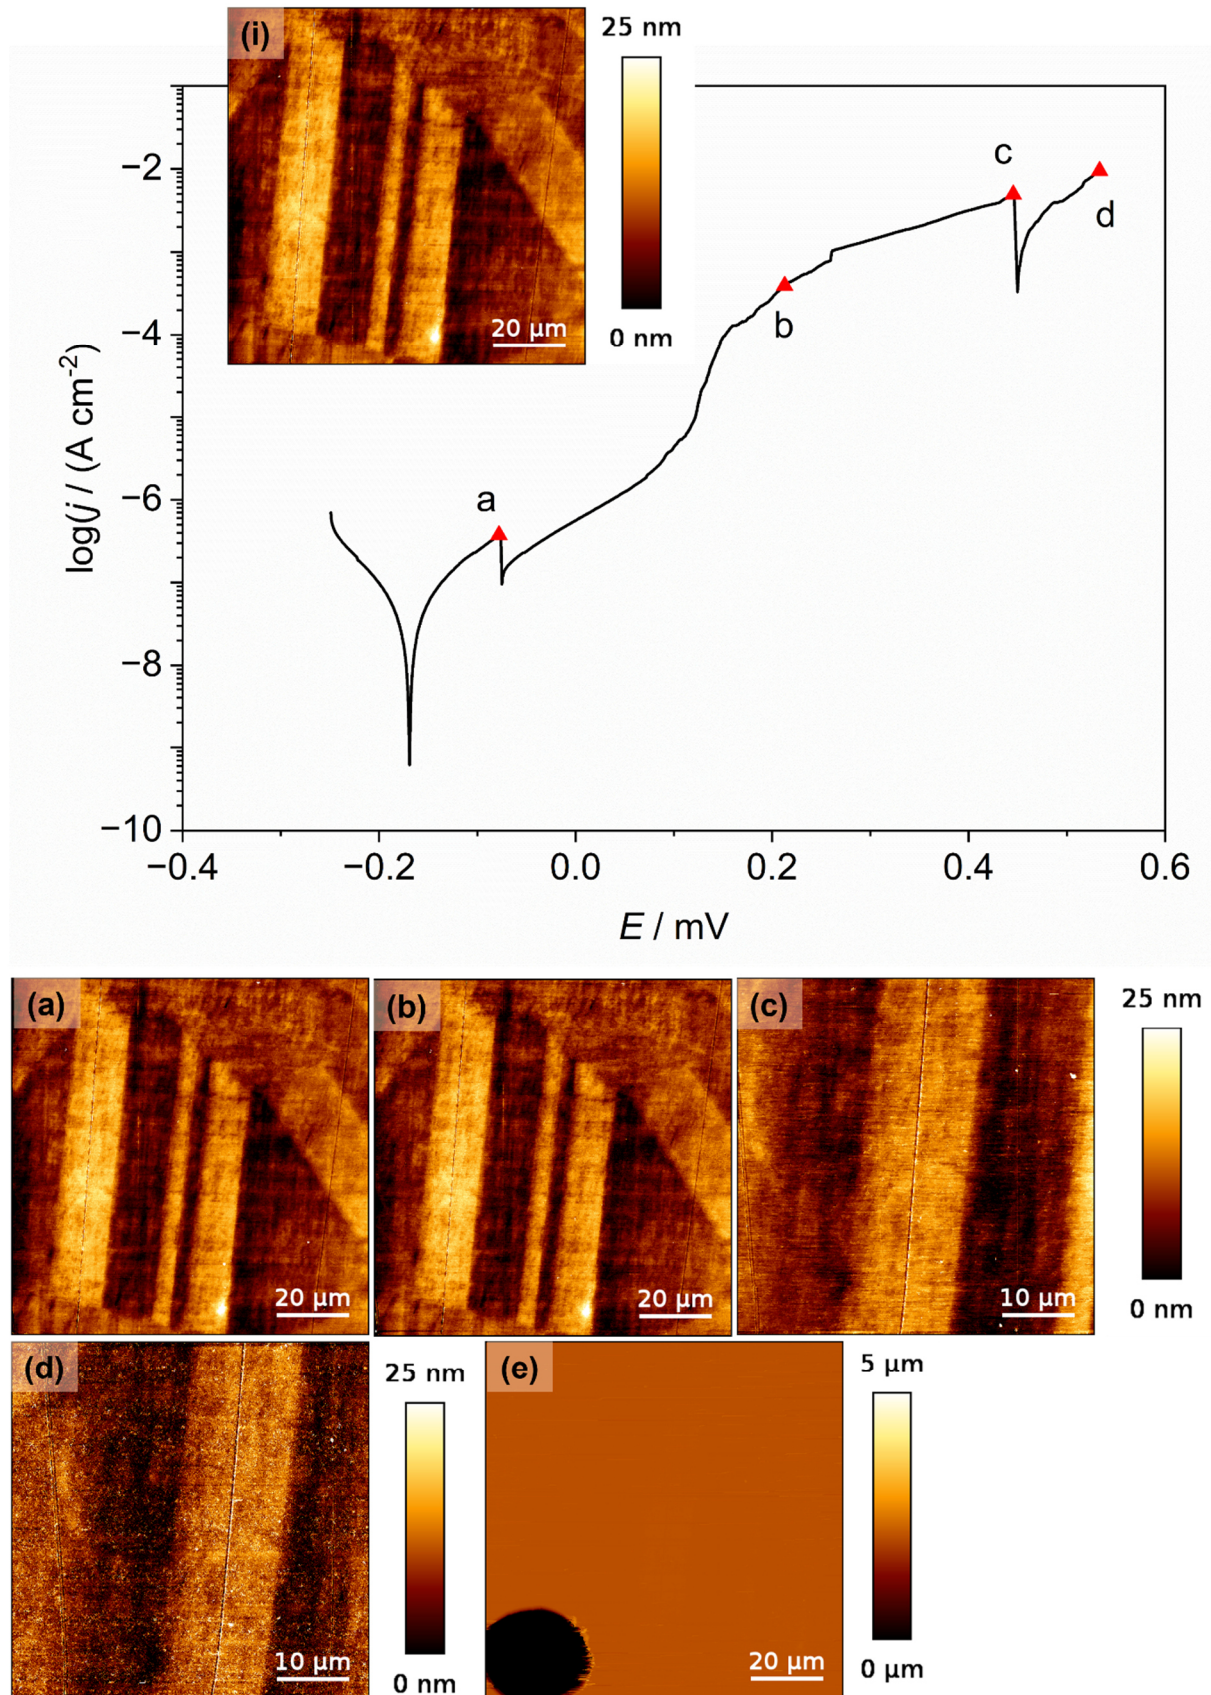 (i)
25 nm
0 nm
20 µm
−2
−4
−6
−8
−10
log(j / (A cm-2)
a
b
c
d
−0.4
−0.2
0.0
0.2
0.4
0.6
E / mV
(a)
20 µm
(b)
20 µm
(c)
10 µm
25 nm
0 nm
(d)
10 µm
25 nm
0 nm
(e)
20 µm
5 µm
0 µm